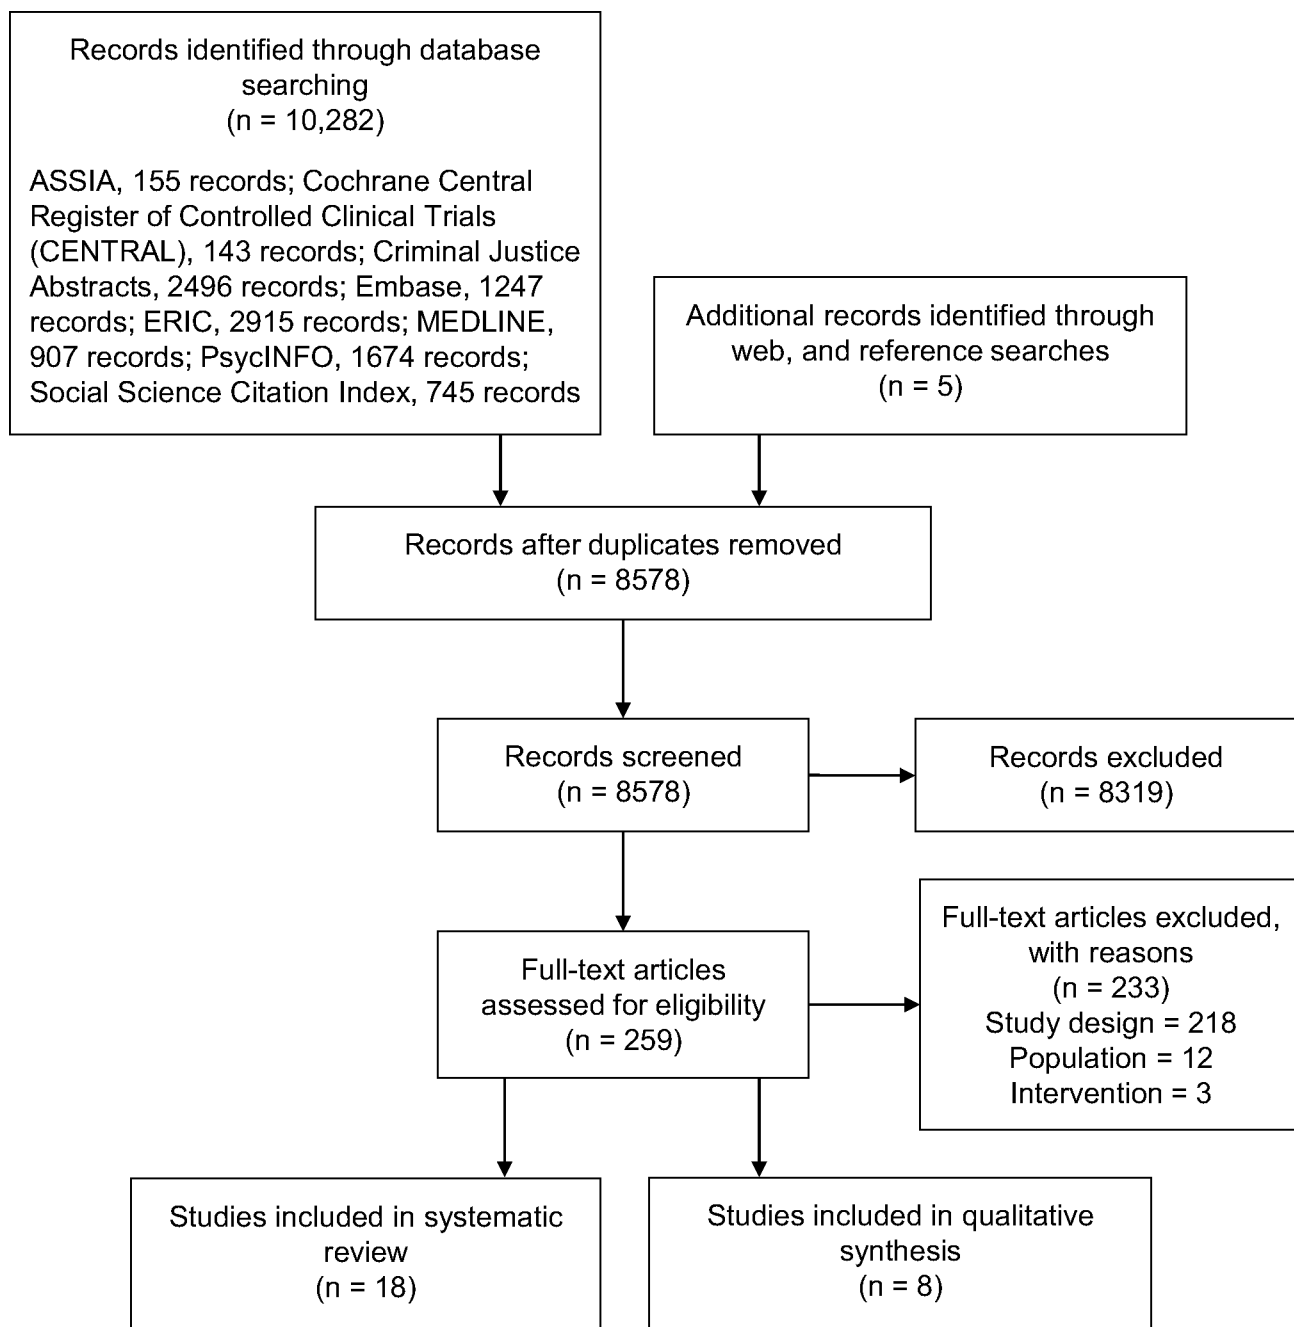 Records identified through database
searching
(n = 10,282)
ASSIA, 155 records; Cochrane Central
Register of Controlled Clinical Trials
(CENTRAL), 143 records; Criminal Justice
Abstracts, 2496 records; Embase, 1247
records; ERIC, 2915 records; MEDLINE,
907 records; PsycINFO, 1674 records;
Social Science Citation Index, 745 records
Additional records identified through
web, and reference searches
(n = 5)
Records after duplicates removed
(n = 8578)
Records screened
(n = 8578)
Records excluded
(n = 8319)
Full-text articles
assessed for eligibility
(n = 259)
Full-text articles excluded,
with reasons
(n = 233)
Study design = 218
Population = 12
Intervention = 3
Studies included in systematic
review
(n = 18)
Studies included in qualitative
synthesis
(n = 8)